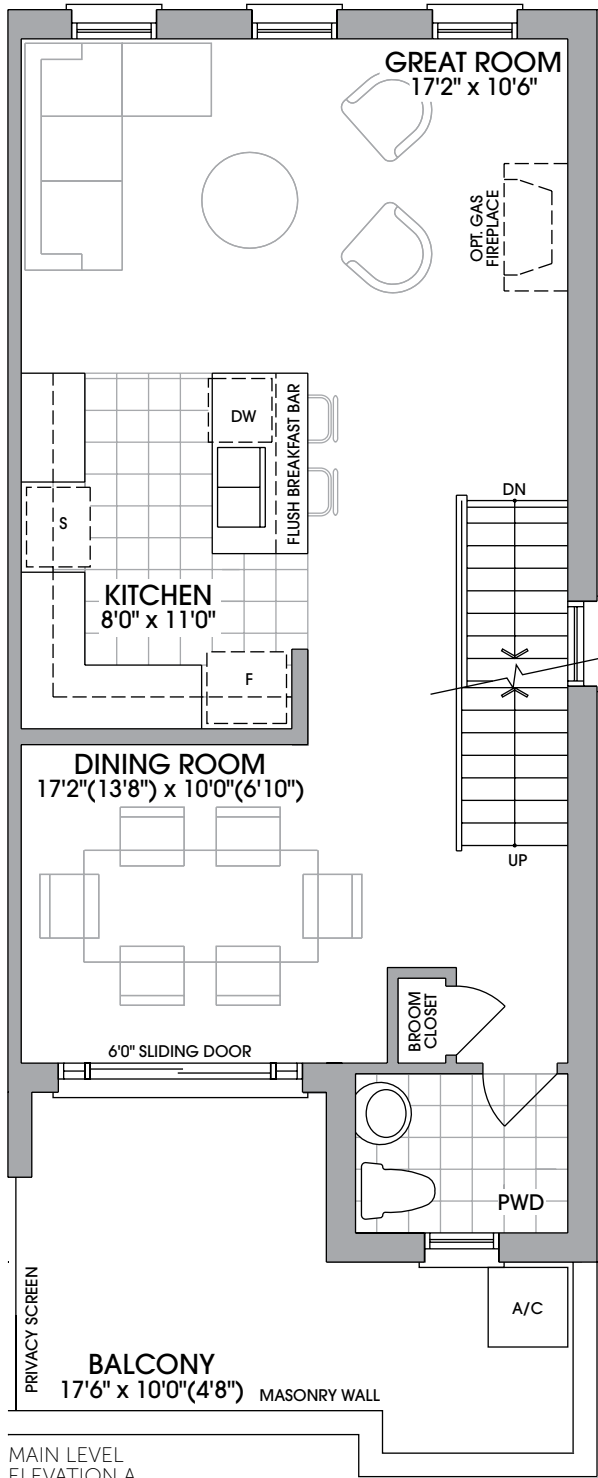 GREAT ROOM
17'2" x 10'6"
OPT. GAS
FIREPLACE
DW
FLUSH BREAKFAST BAR
S
DN
KITCHEN
8'0" x 11'0"
F
DINING ROOM
17'2"(13'8") x 10'0"(6'10")
UP
BROOM
CLOSET
6'0" SLIDING DOOR
PWD
PRIVACY SCREEN
A/C
BALCONY
17'6" x 10'0"(4'8")
MASONRY WALL
MAIN LEVEL
ELEVATION A